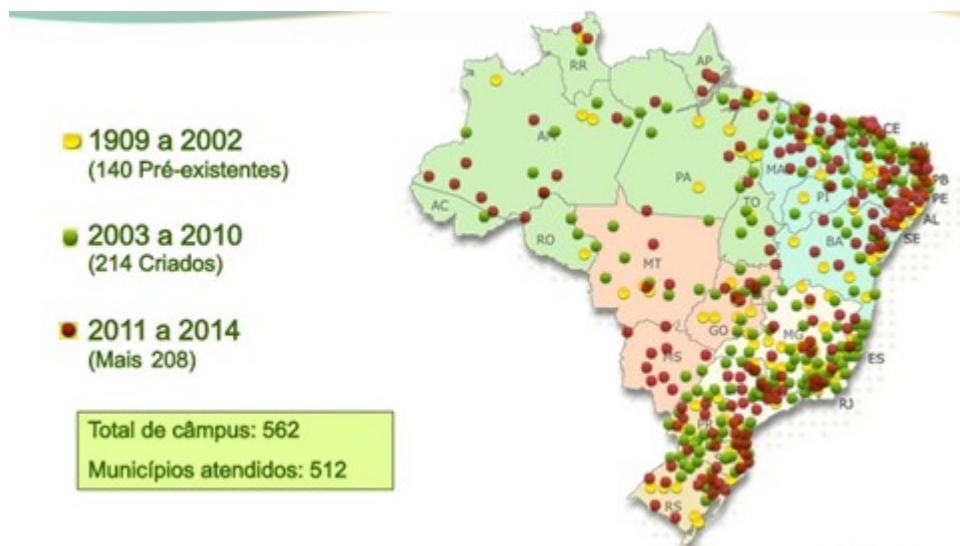 1909 a 2002
(140 Pré-existentes)
2003 a 2010
(214 Criados)
2011 a 2014
(Mais 208)
Total de câmpus: 562
Municípios atendidos: 512
RR
AP
AM
PA
MA
CE
PB
PE
AL
SE
PI
TO
BA
AC
RO
MT
GO
MG
ES
MS
RJ
PR
RS